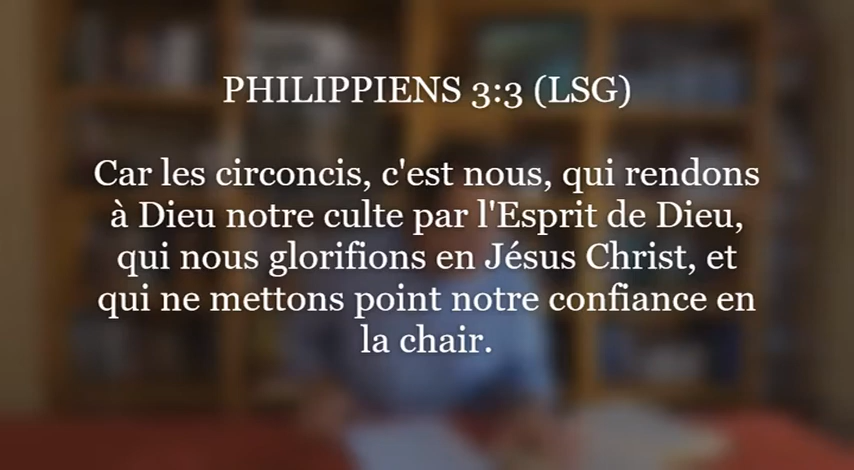 PHILIPPIENS 3:3 (LSG)
Car les circoncis, c'est nous, qui rendons
à Dieu notre culte par l'Esprit de Dieu,
qui nous glorifions en Jésus Christ, et
qui ne mettons point notre confiance en
la chair.